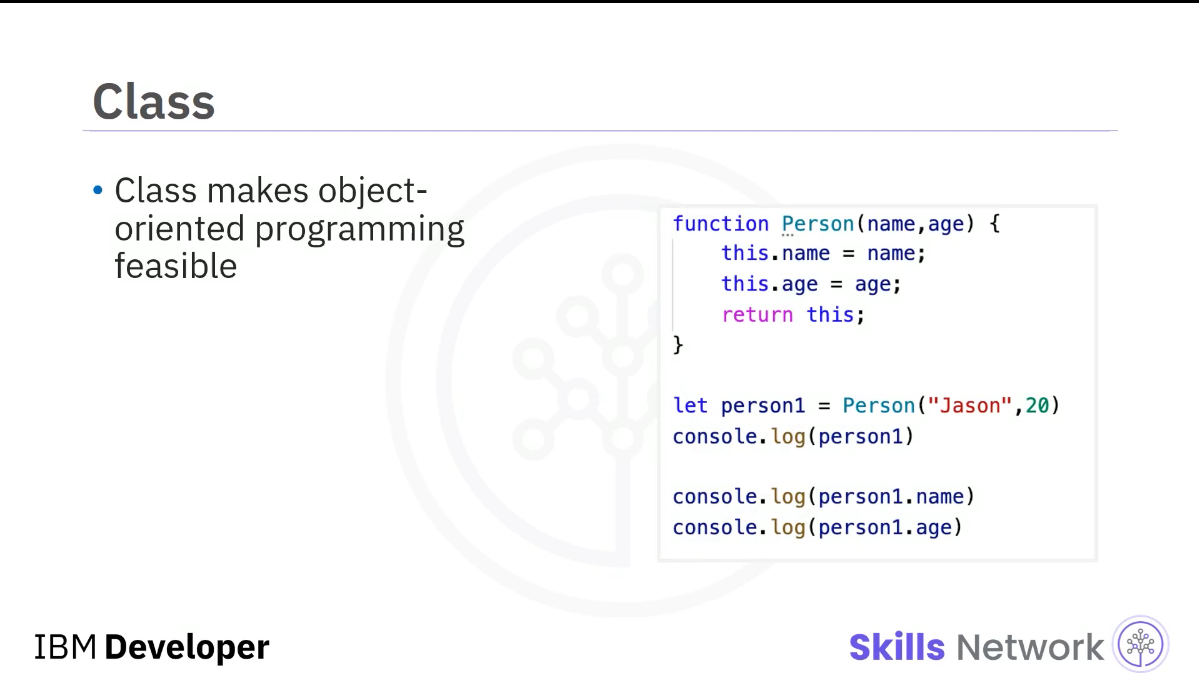 Class
• Class makes object-
oriented programming
feasible
function Person(name,age) {
    this.name = name;
    this.age = age;
    return this;
}
let person1 = Person("Jason",20)
console.log(person1)
console.log(person1.name)
console.log(person1.age)
IBM Developer
Skills Network